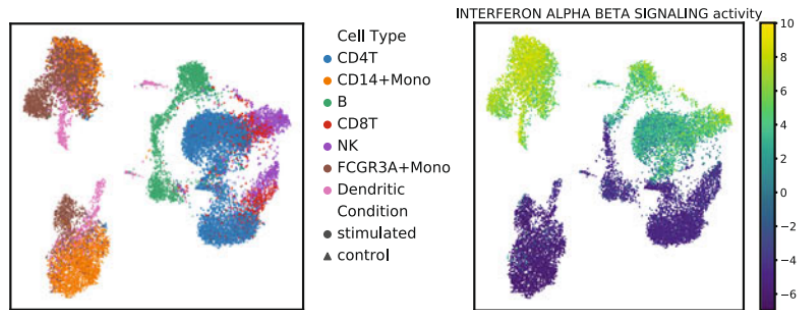 Cell Type
CD4T
CD14+Mono
B
CD8T
NK
FCGR3A+Mono
Dendritic
Condition
stimulated
control
INTERFERON ALPHA BETA SIGNALING activity
10
8
6
4
2
0
−2
−4
−6